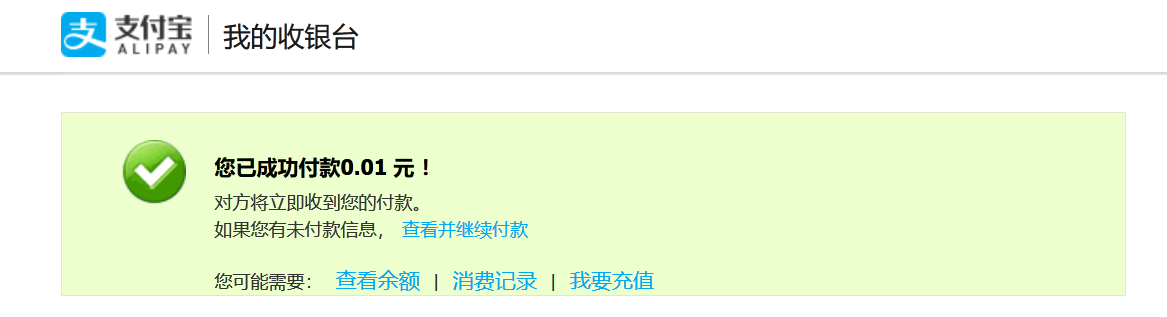 支付宝
ALIPAY
我的收银台
您已成功付款0.01 元！
对方将立即收到您的付款。
如果您有未付款信息， 查看并继续付款
您可能需要： 查看余额 | 消费记录 | 我要充值